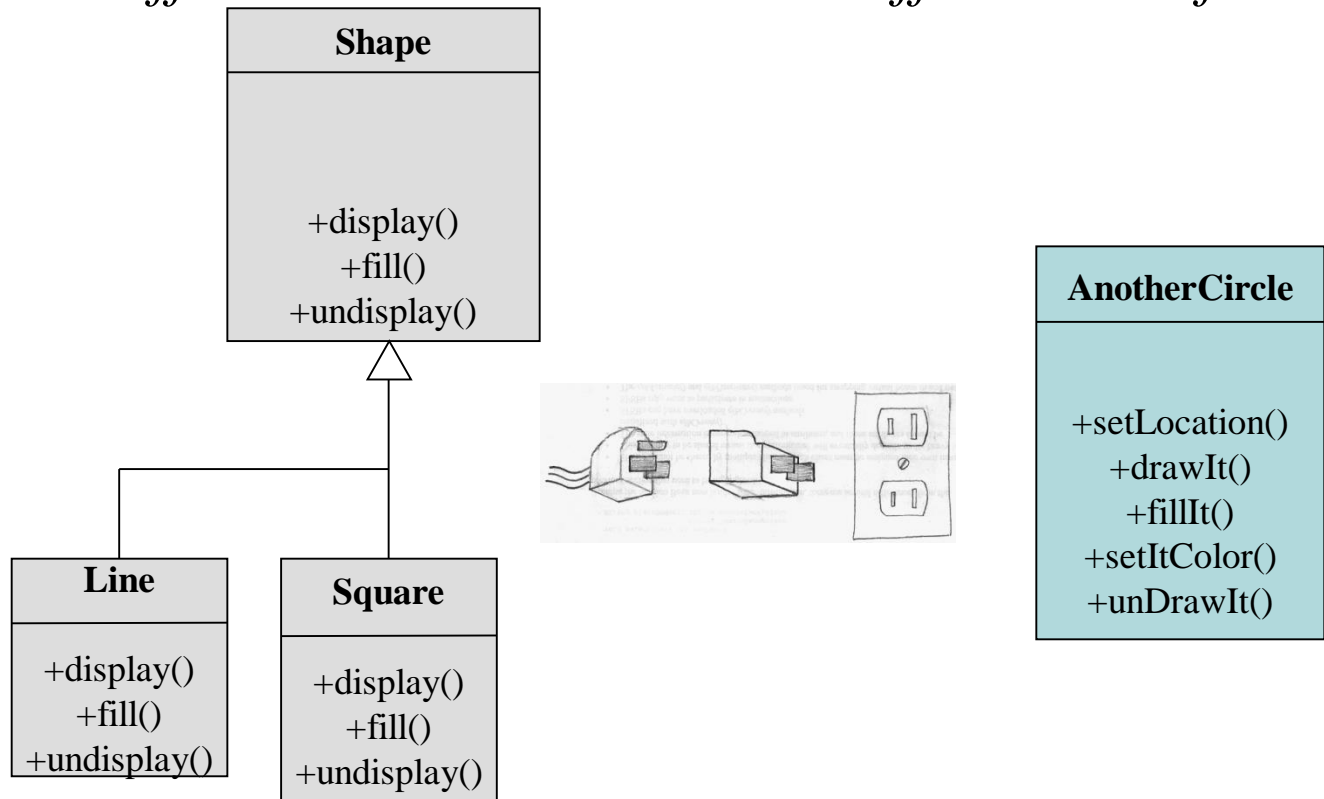 Shape
+display()
+fill()
+undisplay()
AnotherCircle
+setLocation()
+drawIt()
+fillIt()
+setItColor()
+unDrawIt()
Line
+display()
+fill()
+undisplay()
Square
+display()
+fill()
+undisplay()